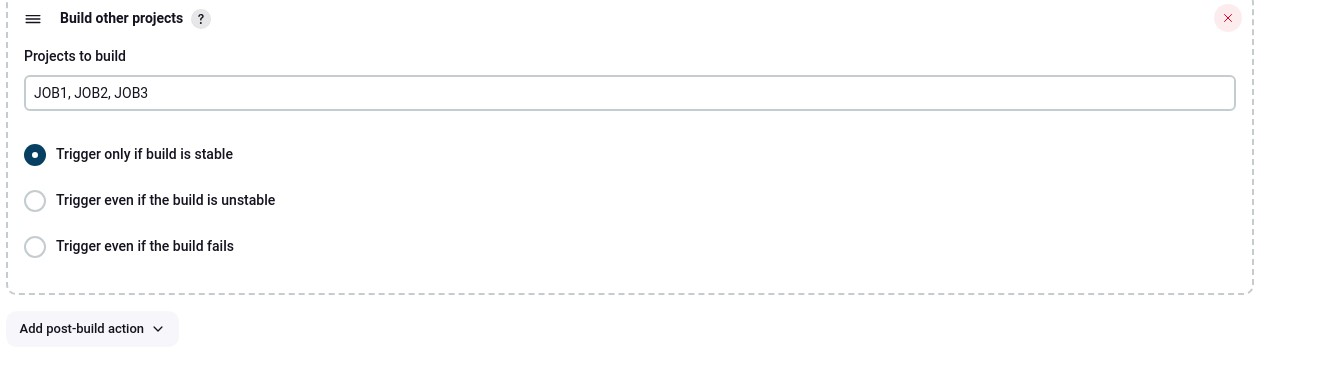 Build other projects ?
Projects to build
JOB1, JOB2, JOB3
Trigger only if build is stable
Trigger even if the build is unstable
Trigger even if the build fails
Add post-build action